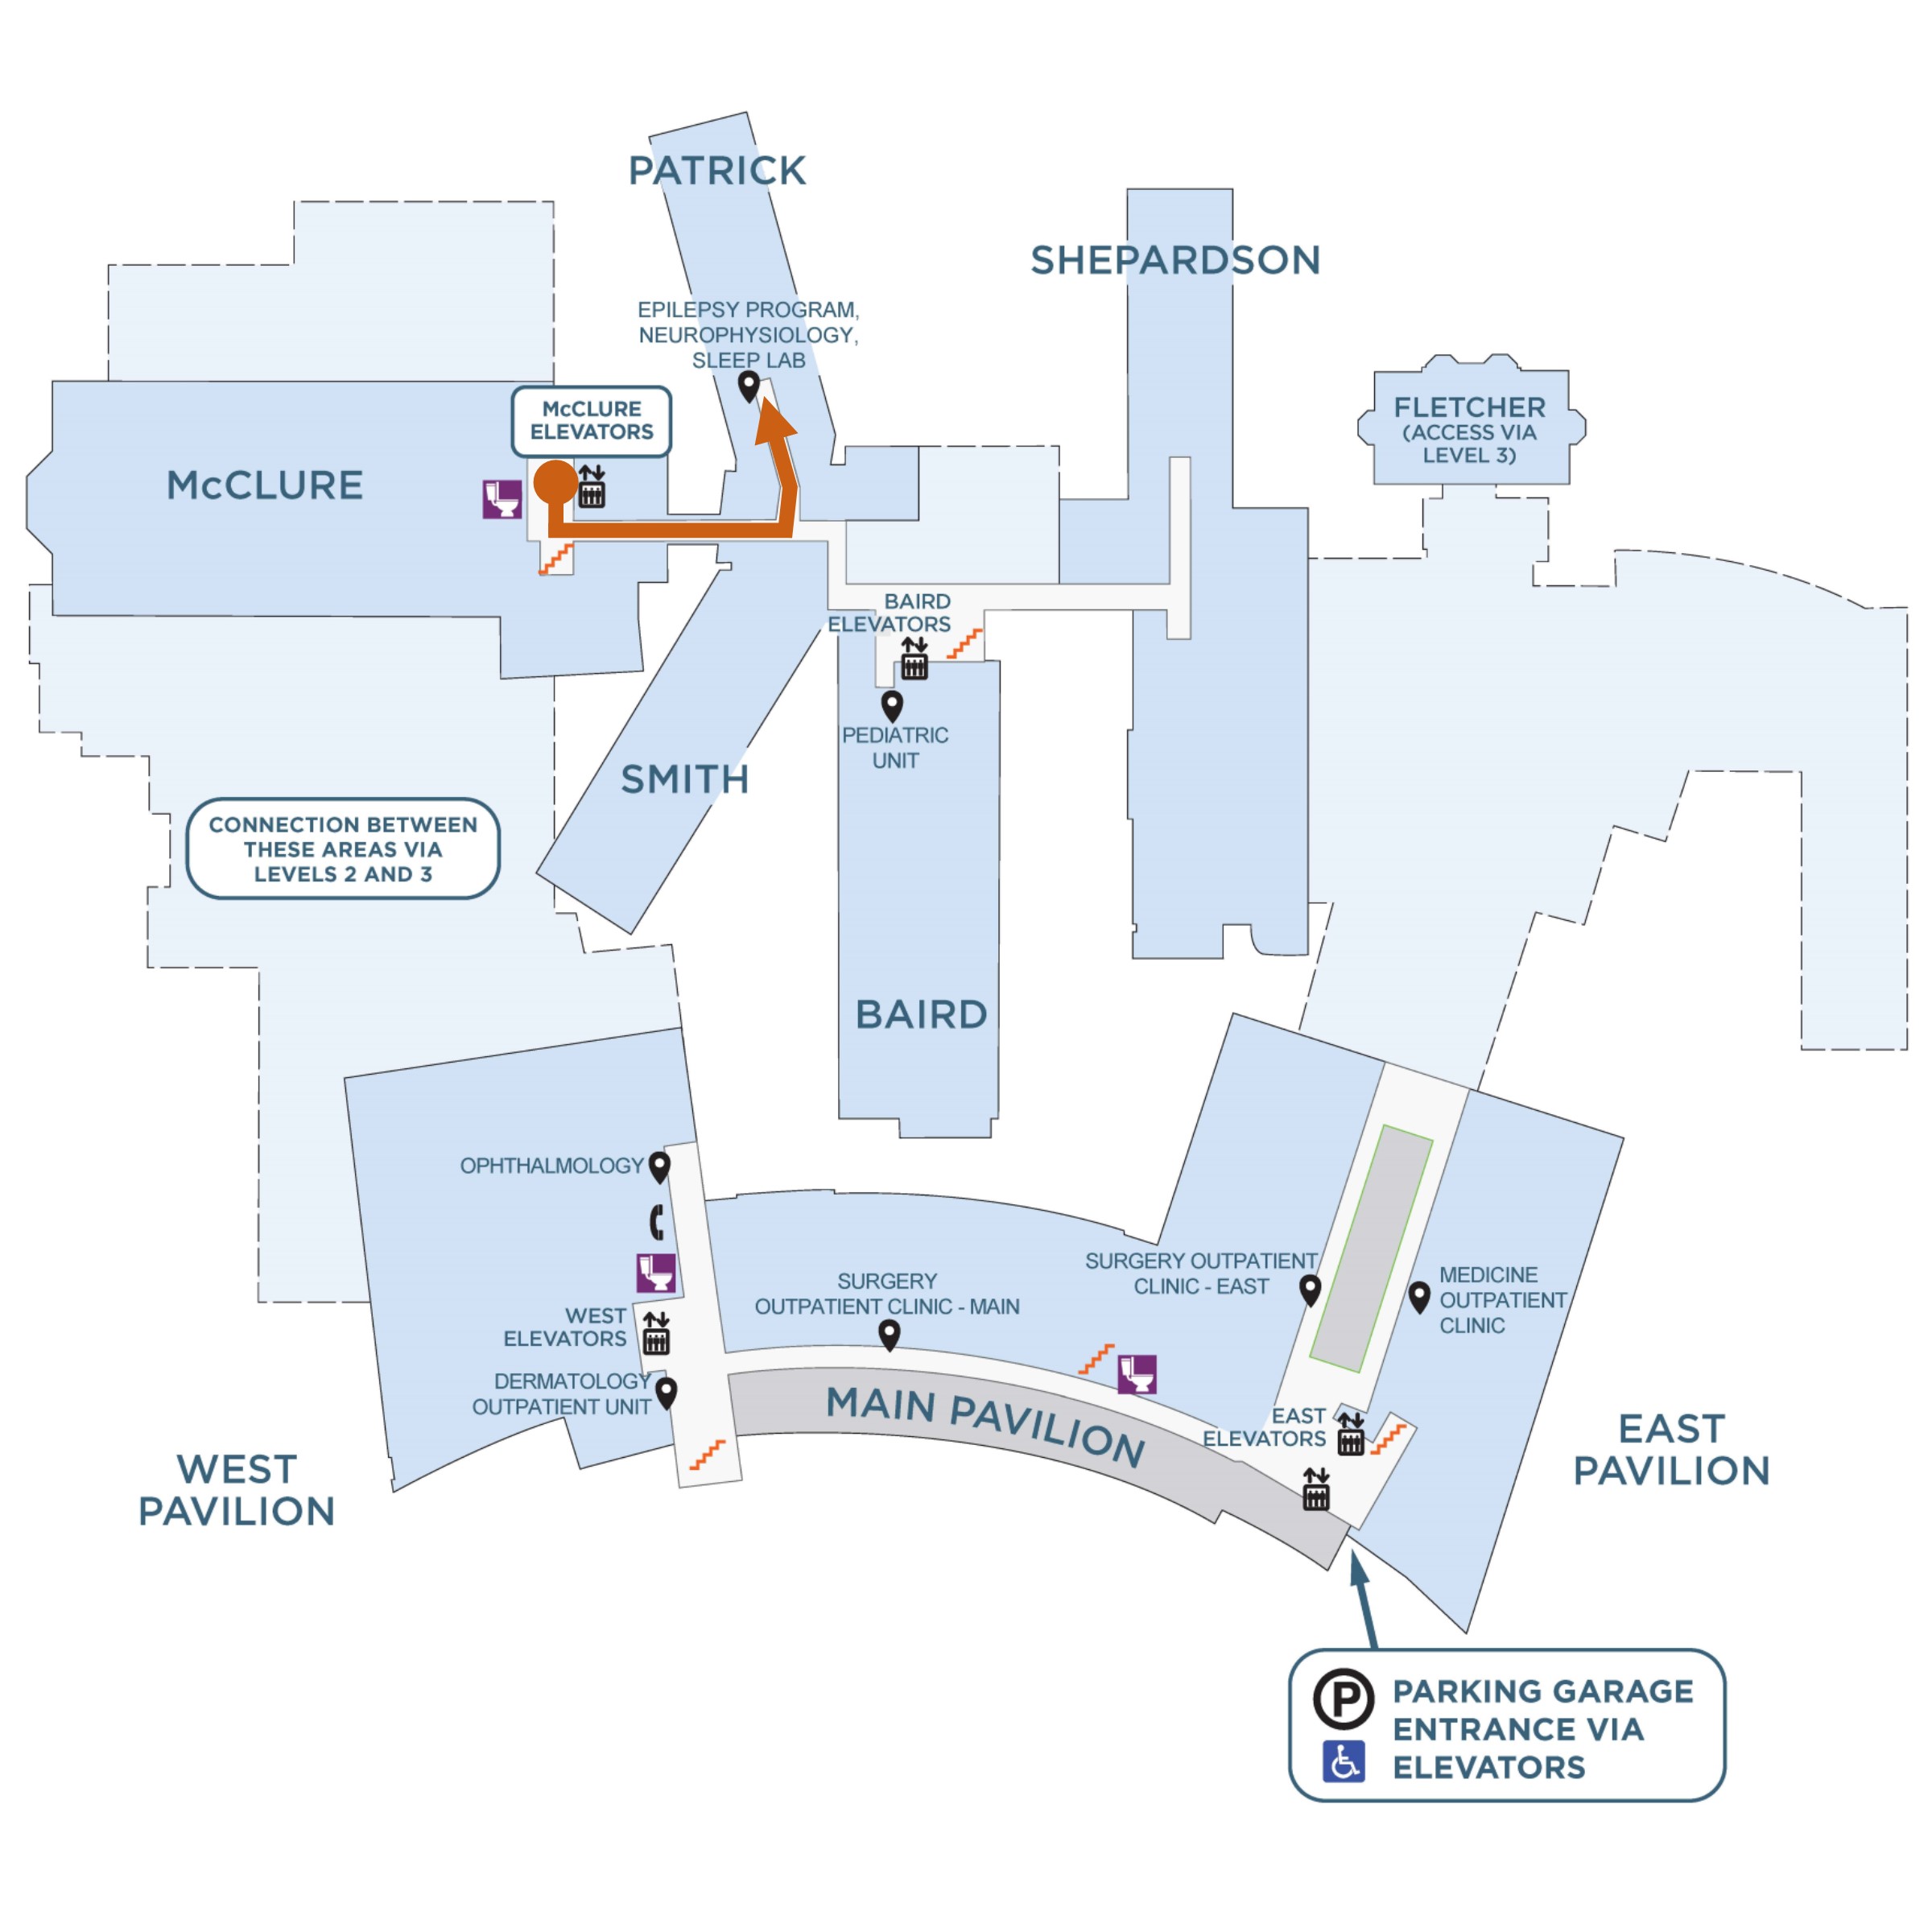 PATRICK
SHEPARDSON
EPILEPSY PROGRAM,
NEUROPHYSIOLOGY,
SLEEP LAB
McCLURE
ELEVATORS
FLETCHER
(ACCESS VIA
LEVEL 3)
McCLURE
BAIRD
ELEVATORS
PEDIATRIC
UNIT
SMITH
CONNECTION BETWEEN
THESE AREAS VIA
LEVELS 2 AND 3
BAIRD
OPHTHALMOLOGY
SURGERY OUTPATIENT
CLINIC - EAST
SURGERY
OUTPATIENT CLINIC - MAIN
MEDICINE
OUTPATIENT
CLINIC
WEST
ELEVATORS
DERMATOLOGY
OUTPATIENT UNIT
MAIN PAVILION
EAST
ELEVATORS
EAST
PAVILION
WEST
PAVILION
P
PARKING GARAGE
ENTRANCE VIA
ELEVATORS